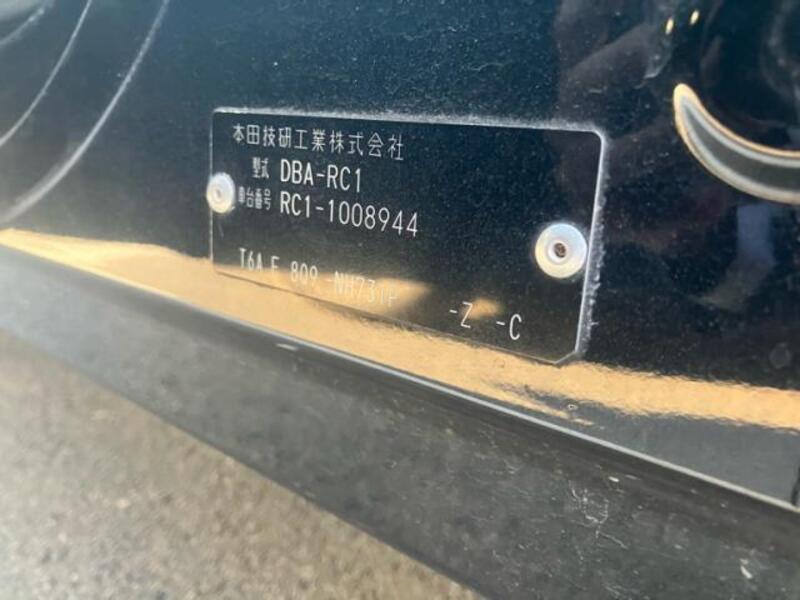 本田技研工業株式会社
型式 DBA-RC1
車台番号 RC1-1008944
T6A E 809 -NH731P -Z -C